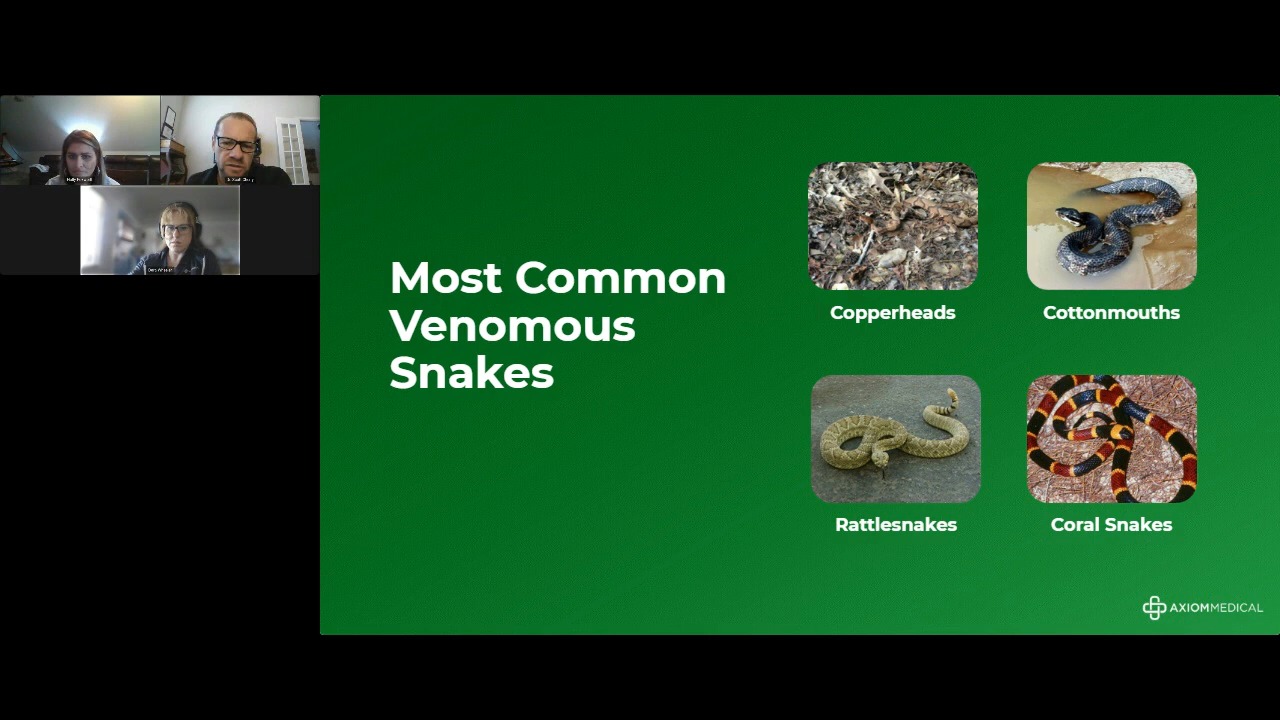 Most Common
Venomous
Snakes
Copperheads
Cottonmouths
Rattlesnakes
Coral Snakes
AXIOMMEDICAL